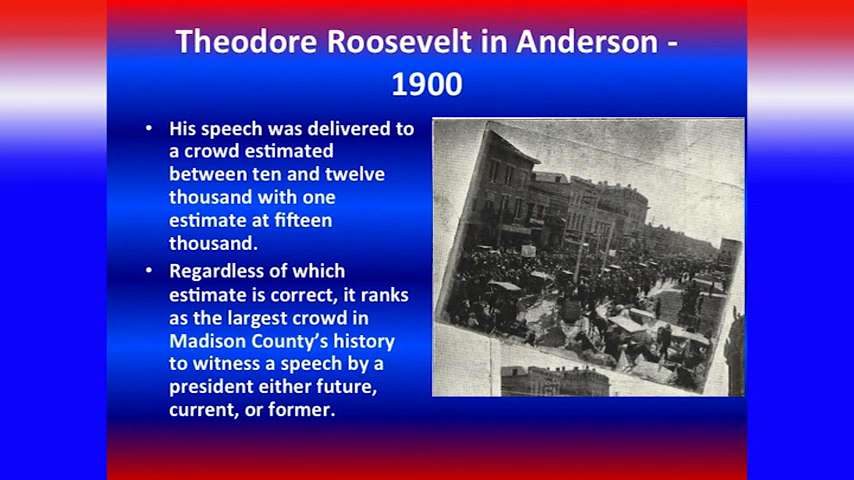 Theodore Roosevelt in Anderson -
1900
• His speech was delivered to
a crowd estimated
between ten and twelve
thousand with one
estimate at fifteen
thousand.
• Regardless of which
estimate is correct, it ranks
as the largest crowd in
Madison County's history
to witness a speech by a
president either future,
current, or former.